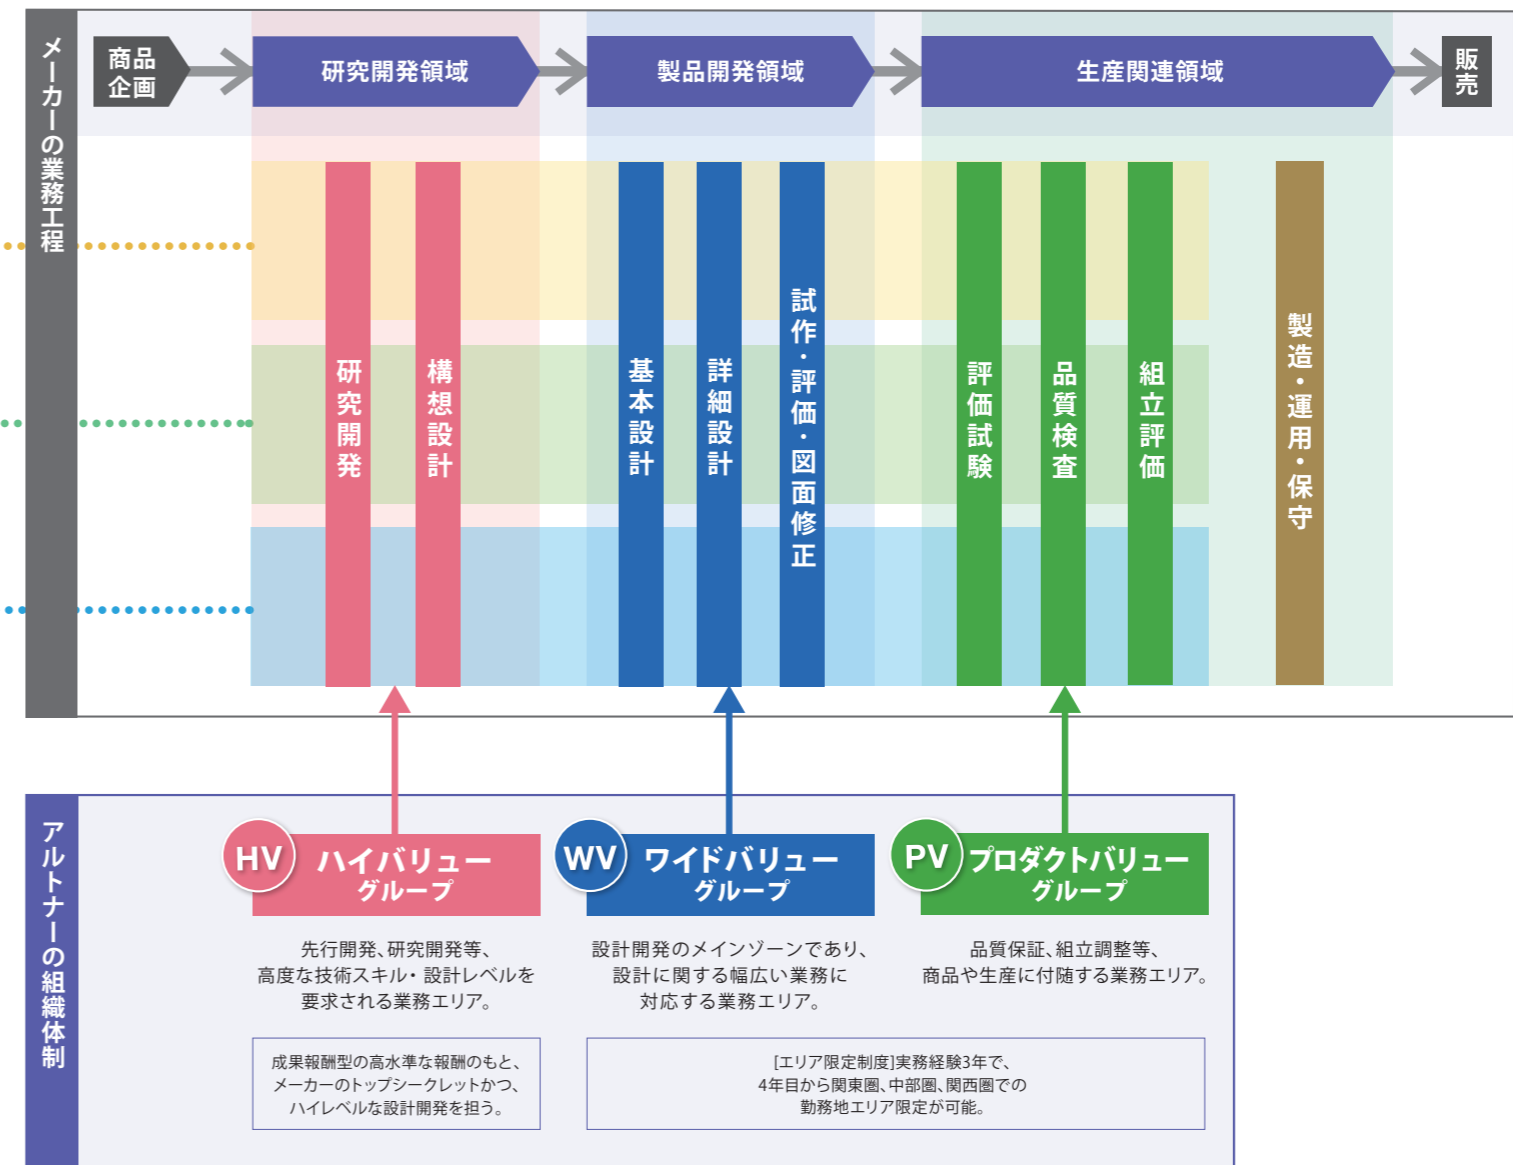 メーカーの業務工程
商品
企画
研究開発領域
製品開発領域
生産関連領域
販売
研究開発
構想設計
基本設計
詳細設計
試作・評価・図面修正
評価試験
品質検査
組立評価
製造・運用・保守
アルトナーの組織体制
HV
ハイバリュー
グループ
先行開発、研究開発等、
高度な技術スキル・設計レベルを
要求される業務エリア。
成果報酬型の高水準な報酬のもと、
メーカーのトップシークレットかつ、
ハイレベルな設計開発を担う。
WV
ワイドバリュー
グループ
設計開発のメインゾーンであり、
設計に関する幅広い業務に
対応する業務エリア。
PV
プロダクトバリュー
グループ
品質保証、組立調整等、
商品や生産に付随する業務エリア。
[エリア限定制度]実務経験3年で、
4年目から関東圏、中部圏、関西圏での
勤務地エリア限定が可能。